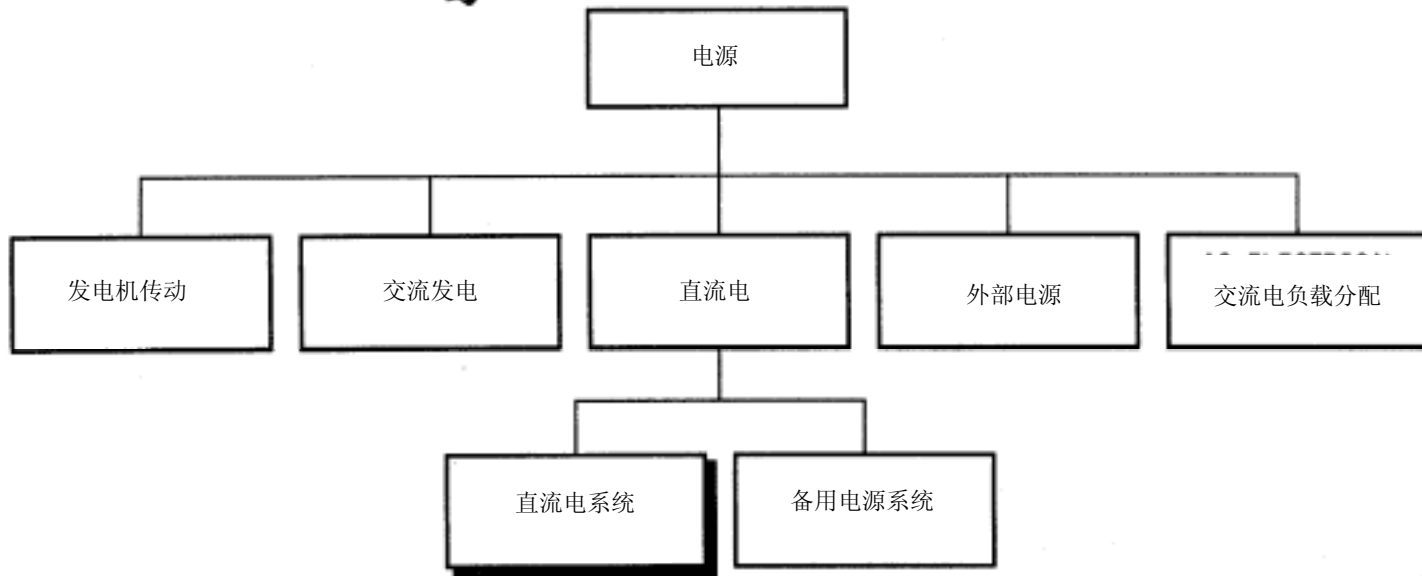 电源
发电机传动
交流发电
直流电
外部电源
交流电负载分配
直流电系统
备用电源系统